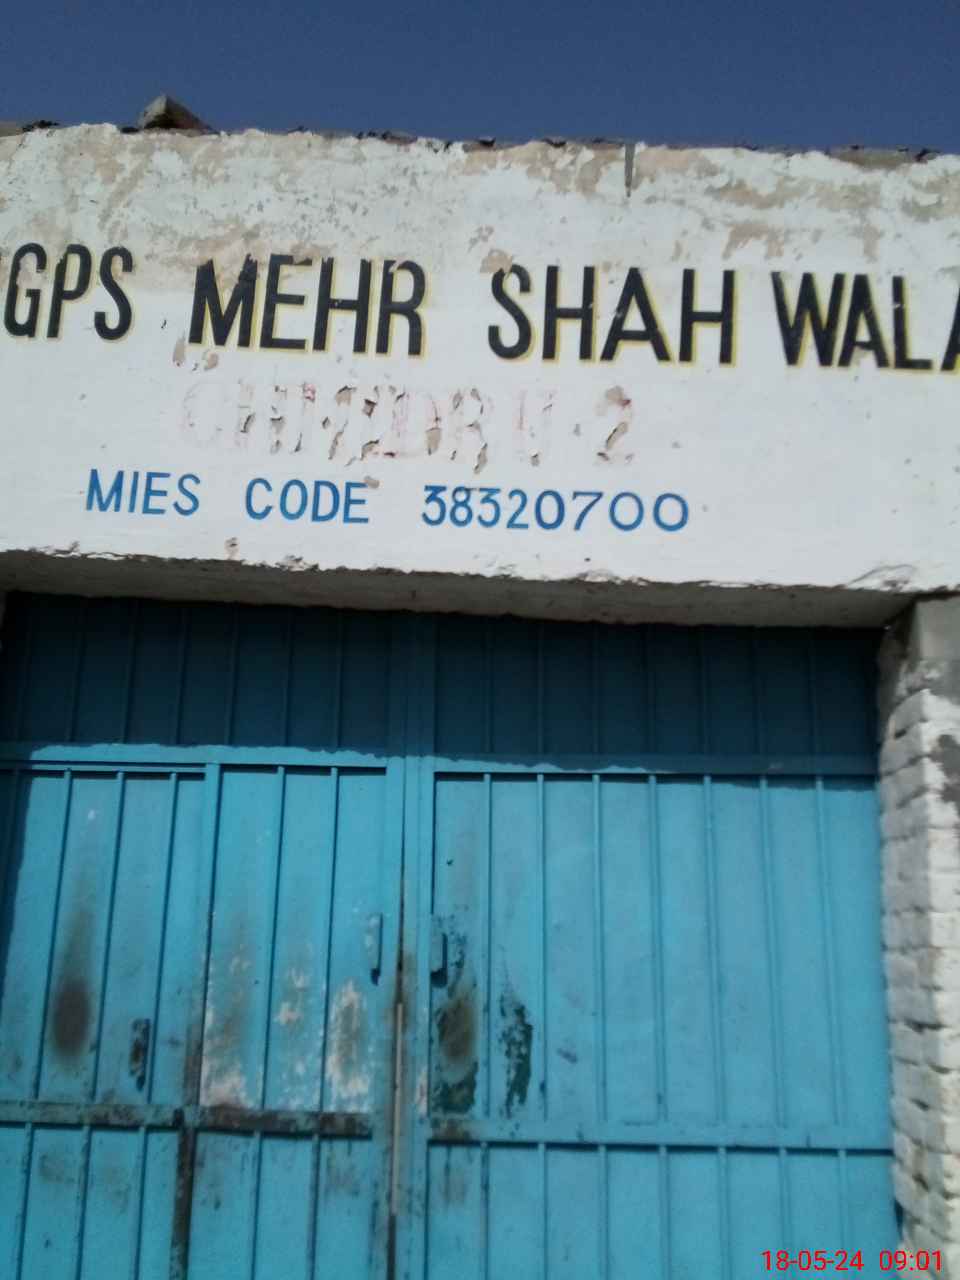 GPS MEHR SHAH WALA
MIES CODE 38320700
18-05-24 09:01